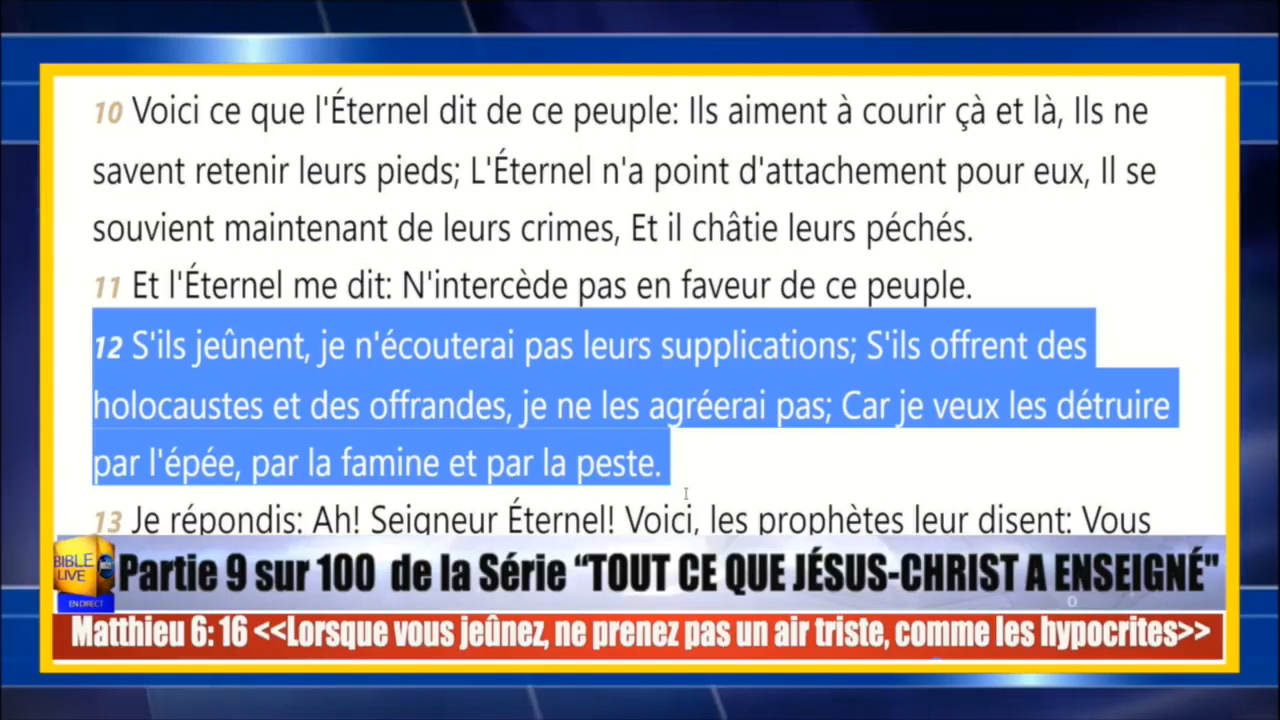 10 Voici ce que l'Éternel dit de ce peuple: Ils aiment à courir çà et là, Ils ne
savent retenir leurs pieds; L'Éternel n'a point d'attachement pour eux, Il se
souvient maintenant de leurs crimes, Et il châtie leurs péchés.
11 Et l'Éternel me dit: N'intercède pas en faveur de ce peuple.
12 S'ils jeûnent, je n'écouterai pas leurs supplications; S'ils offrent des
holocaustes et des offrandes, je ne les agréerai pas; Car je veux les détruire
par l'épée, par la famine et par la peste.
13 Je répondis: Ah! Seigneur Éternel! Voici, les prophètes leur disent: Vous
BIBLE
LIVE
EN DIRECT
Partie 9 sur 100 de la Série “TOUT CE QUE JÉSUS-CHRIST A ENSEIGNÉ"
Matthieu 6: 16 <<Lorsque vous jeûnez, ne prenez pas un air triste, comme les hypocrites>>